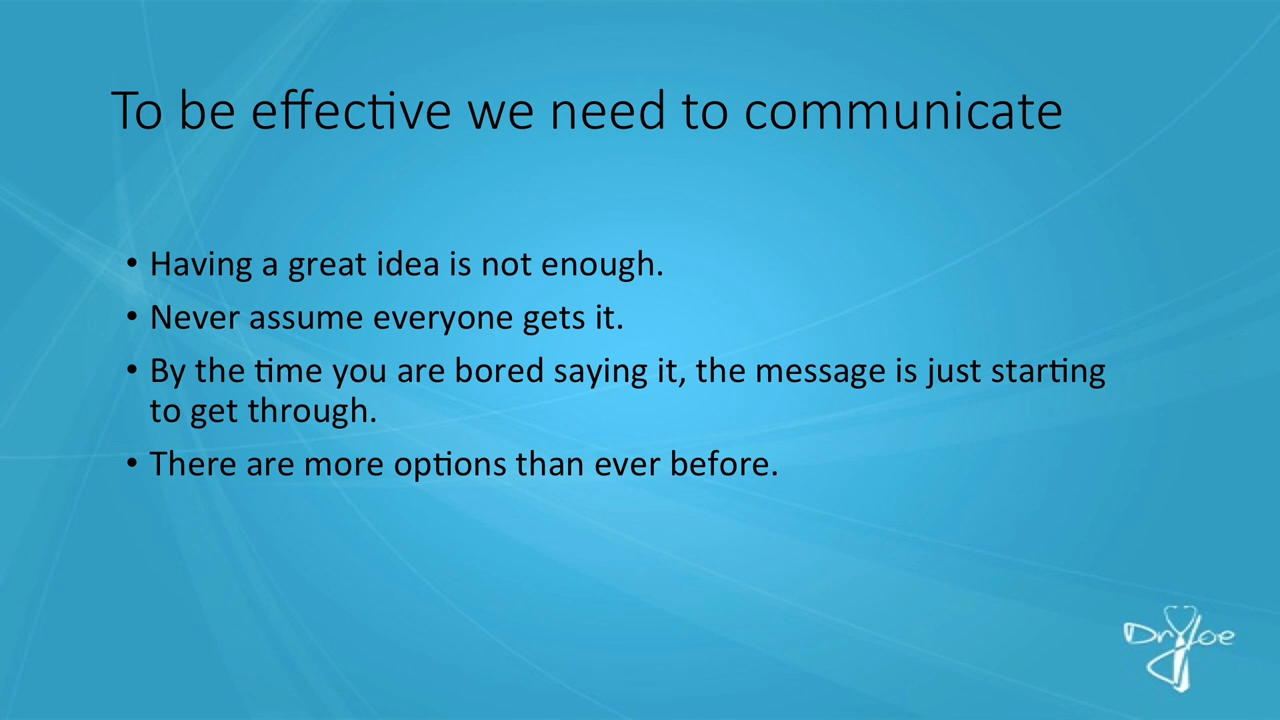 To be effective we need to communicate
• Having a great idea is not enough.
• Never assume everyone gets it.
• By the time you are bored saying it, the message is just starting
to get through.
• There are more options than ever before.
Dr Joe